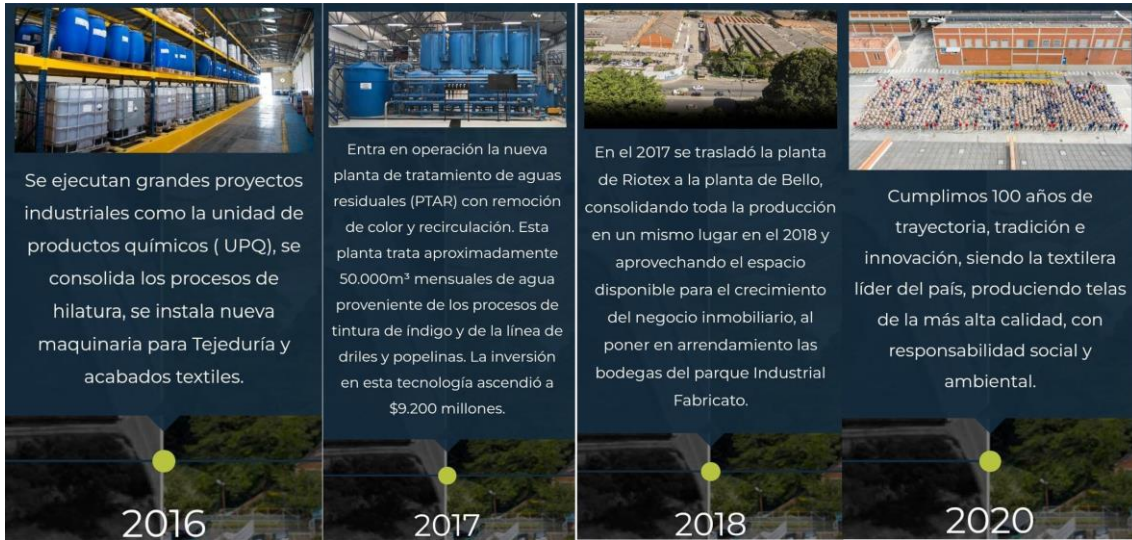 Se ejecutan grandes proyectos
industriales como la unidad de
productos químicos ( UPQ), se
consolida los procesos de
hilatura, se instala nueva
maquinaria para Tejeduría y
acabados textiles.
2016
Entra en operación la nueva
planta de tratamiento de aguas
residuales (PTAR) con remoción
de color y recirculación. Esta
planta trata aproximadamente
50.000m³ mensuales de agua
proveniente de los procesos de
tintura de índigo y de la línea de
driles y popelinas. La inversión
en esta tecnología ascendió a
$9.200 millones.
2017
En el 2017 se trasladó la planta
de Riotex a la planta de Bello,
consolidando toda la producción
en un mismo lugar en el 2018 y
aprovechando el espacio
disponible para el crecimiento
del negocio inmobiliario, al
poner en arrendamiento las
bodegas del parque Industrial
Fabricato.
2018
Cumplimos 100 años de
trayectoria, tradición e
innovación, siendo la textilera
líder del país, produciendo telas
de la más alta calidad, con
responsabilidad social y
ambiental.
2020